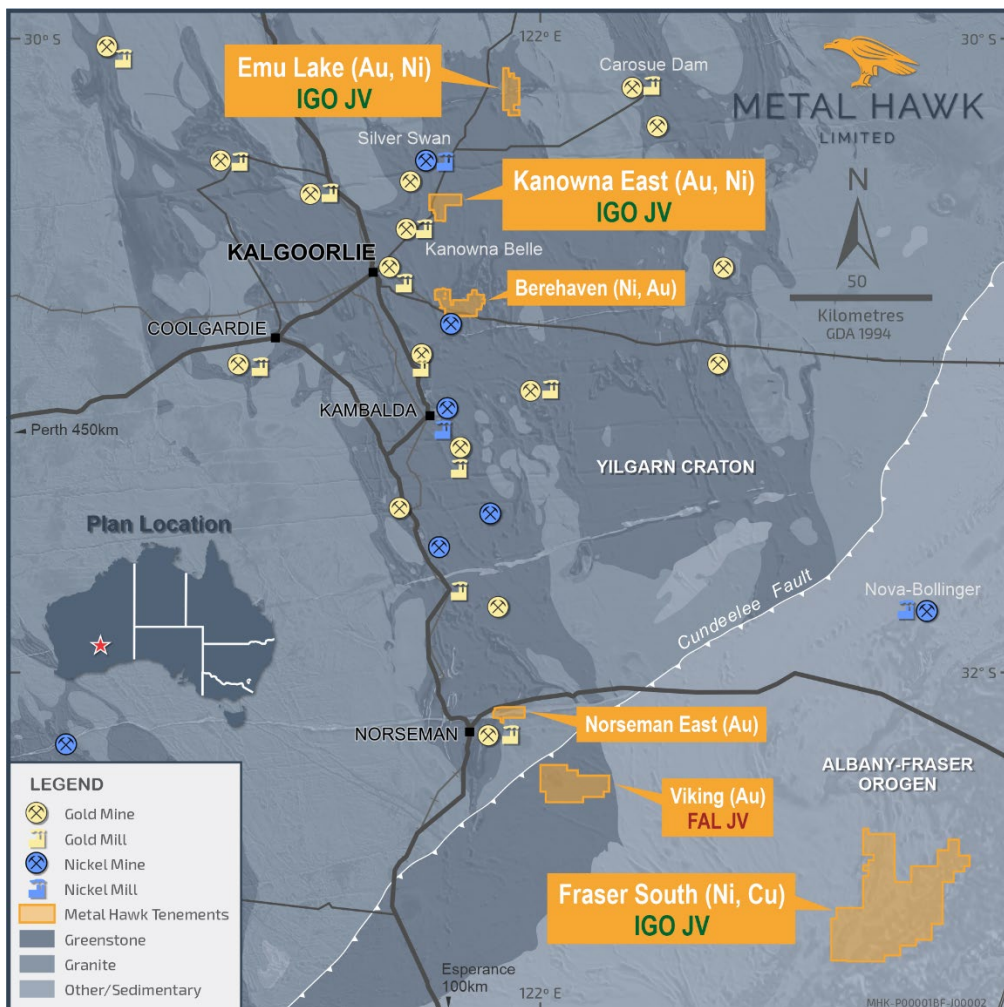 30° S
122° E
30° S
METAL HAWK
LIMITED
Emu Lake (Au, Ni)
IGO JV
Carosue Dam
Silver Swan
Kanowna East (Au, Ni)
IGO JV
N
Kanowna Belle
KALGOORLIE
Berehaven (Ni, Au)
50
Kilometres
GDA 1994
COOLGARDIE
KAMBALDA
Perth 450km
YILGARN CRATON
Plan Location
Nova-Bollinger
Cundeelee Fault
32° S
Norseman East (Au)
NORSEMAN
ALBANY-FRASER
OROGEN
Viking (Au)
FAL JV
LEGEND
Gold Mine
Gold Mill
Nickel Mine
Nickel Mill
Metal Hawk Tenements
Greenstone
Granite
Other/Sedimentary
Fraser South (Ni, Cu)
IGO JV
Esperance
100km
122° E
MHK-P00001BF-J00002